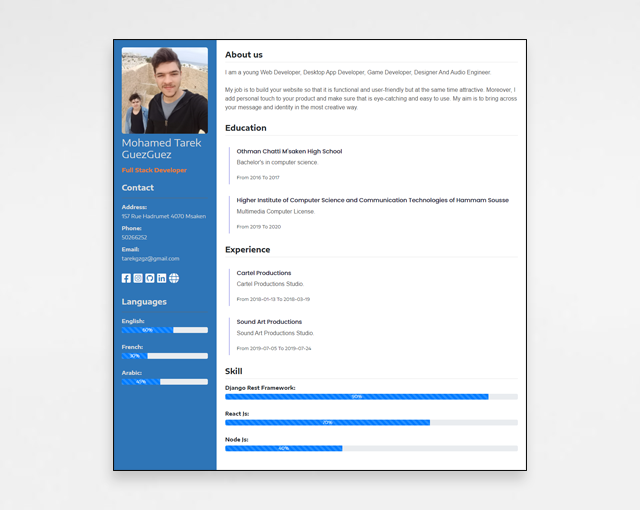 Mohamed Tarek
GuezGuez
Full Stack Developer
Contact
Address:
157 Rue Hadrumet 4070 Msaken
Phone:
50266252
Email:
tarekgzgz@gmail.com
Languages
English:
60%
French:
30%
Arabic:
45%
About us
I am a young Web Developer, Desktop App Developer, Game Developer, Designer And Audio Engineer.
My job is to build your website so that it is functional and user-friendly but at the same time attractive. Moreover, I
add personal touch to your product and make sure that is eye-catching and easy to use. My aim is to bring across
your message and identity in the most creative way.
Education
Othman Chatti M'saken High School
Bachelor's in computer science.
From 2016 To 2017
Higher Institute of Computer Science and Communication Technologies of Hammam Sousse
Multimedia Computer License.
From 2019 To 2020
Experience
Cartel Productions
Cartel Productions Studio.
From 2018-01-13 To 2018-03-19
Sound Art Productions
Sound Art Productions Studio.
From 2019-07-05 To 2019-07-24
Skill
Django Rest Framework:
90%
React js:
70%
Node js:
40%